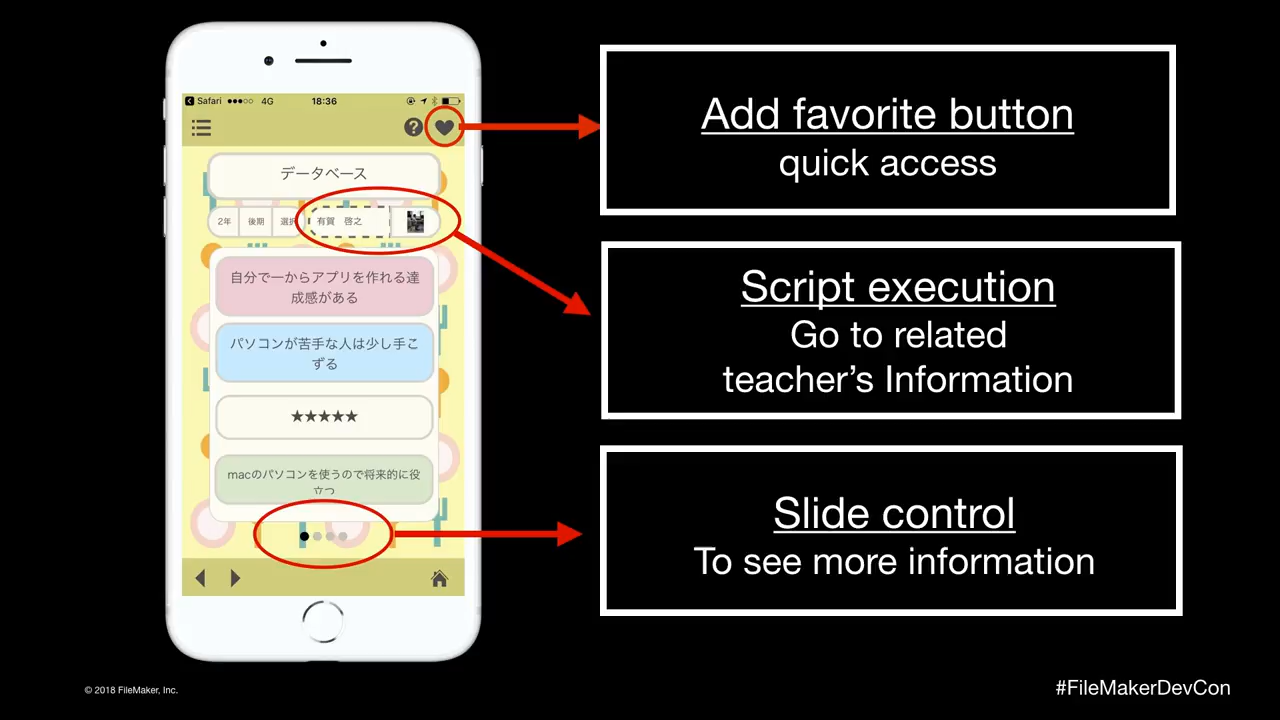 Safari
4G
18:36
?
データベース
2年
後期
選択
有賀 啓之
自分で一からアプリを作れる達
成感がある
パソコンが苦手な人は少し手こ
ずる
★★★★★
macのパソコンを使うので将来的に役
立つ
Add favorite button
quick access
Script execution
Go to related
teacher’s Information
Slide control
To see more information
© 2018 FileMaker, Inc.
#FileMakerDevCon